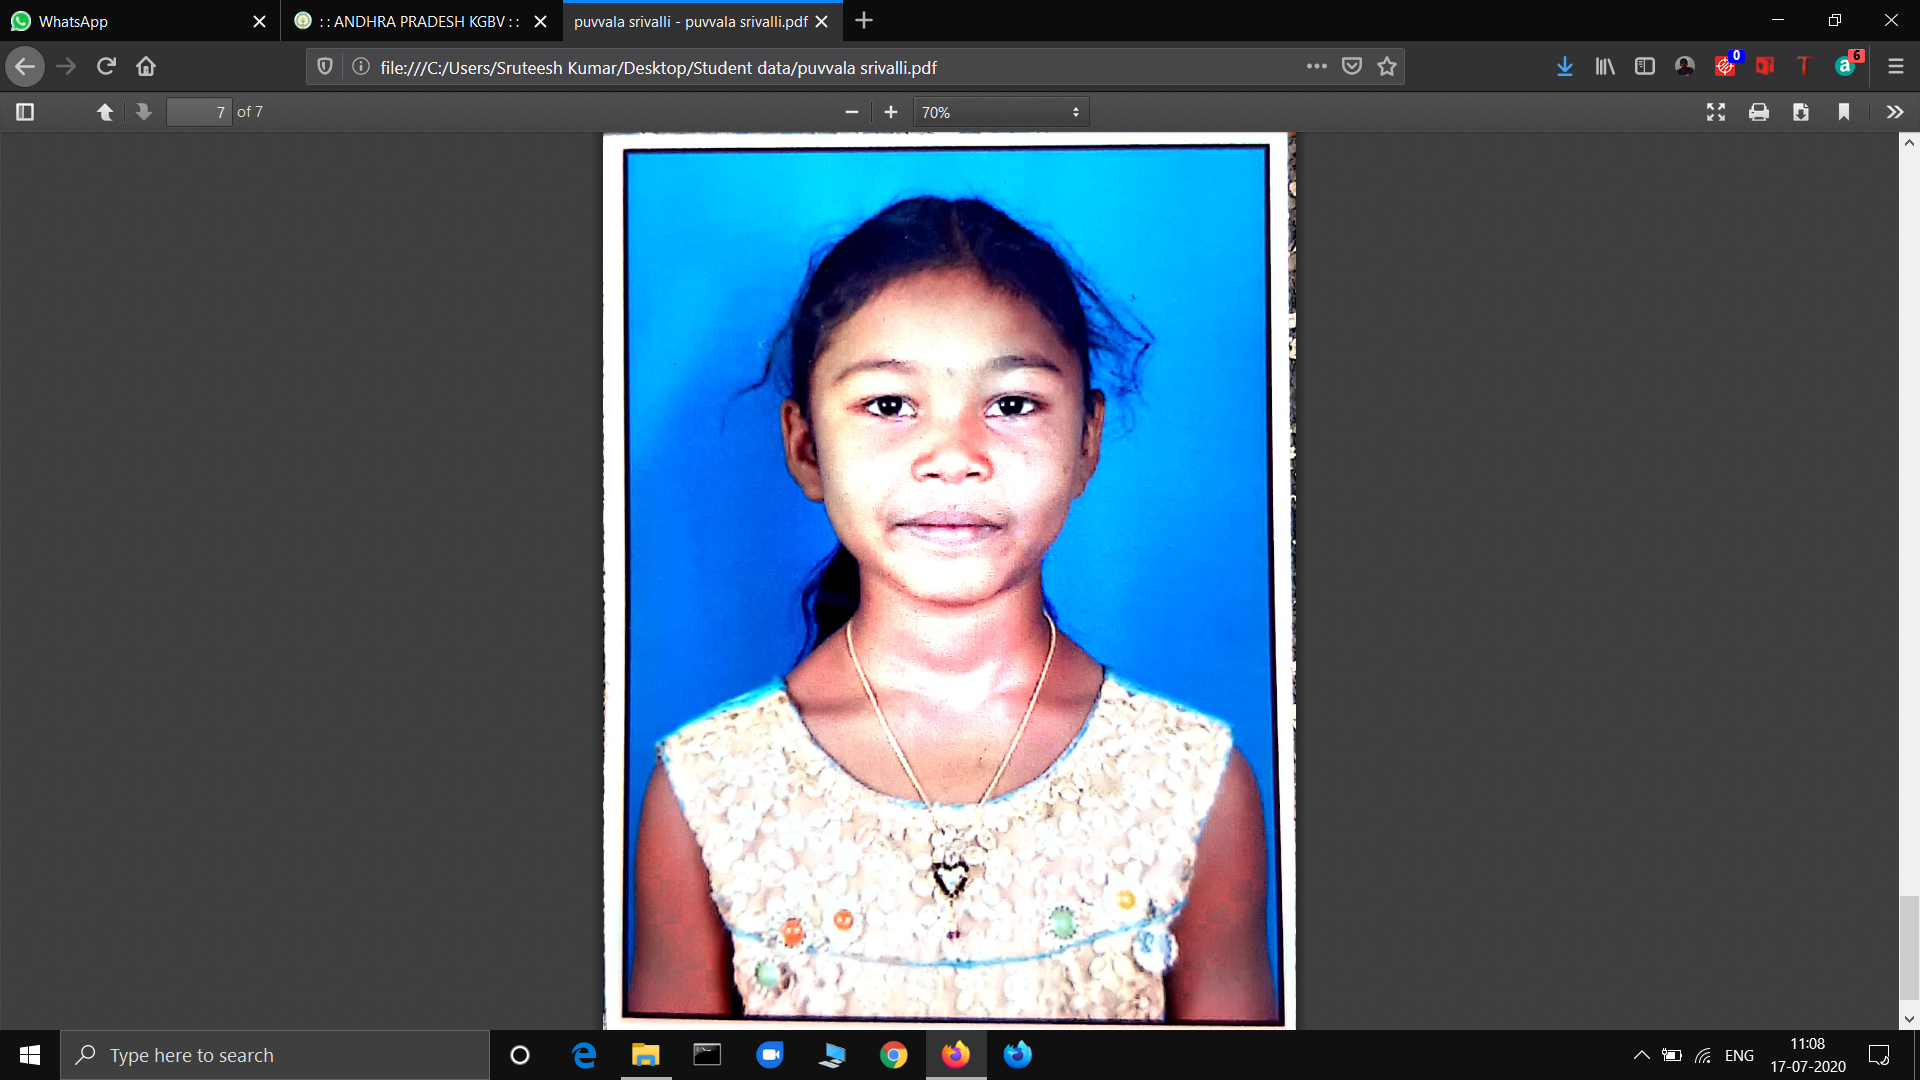 WhatsApp
: : ANDHRA PRADESH KGBV : :
puvvala srivalli - puvvala srivalli.pdf
file:///C:/Users/Sruteesh Kumar/Desktop/Student data/puvvala srivalli.pdf
0
T
a
6
7
of 7
70%
Type here to search
ENG
11:08
17-07-2020